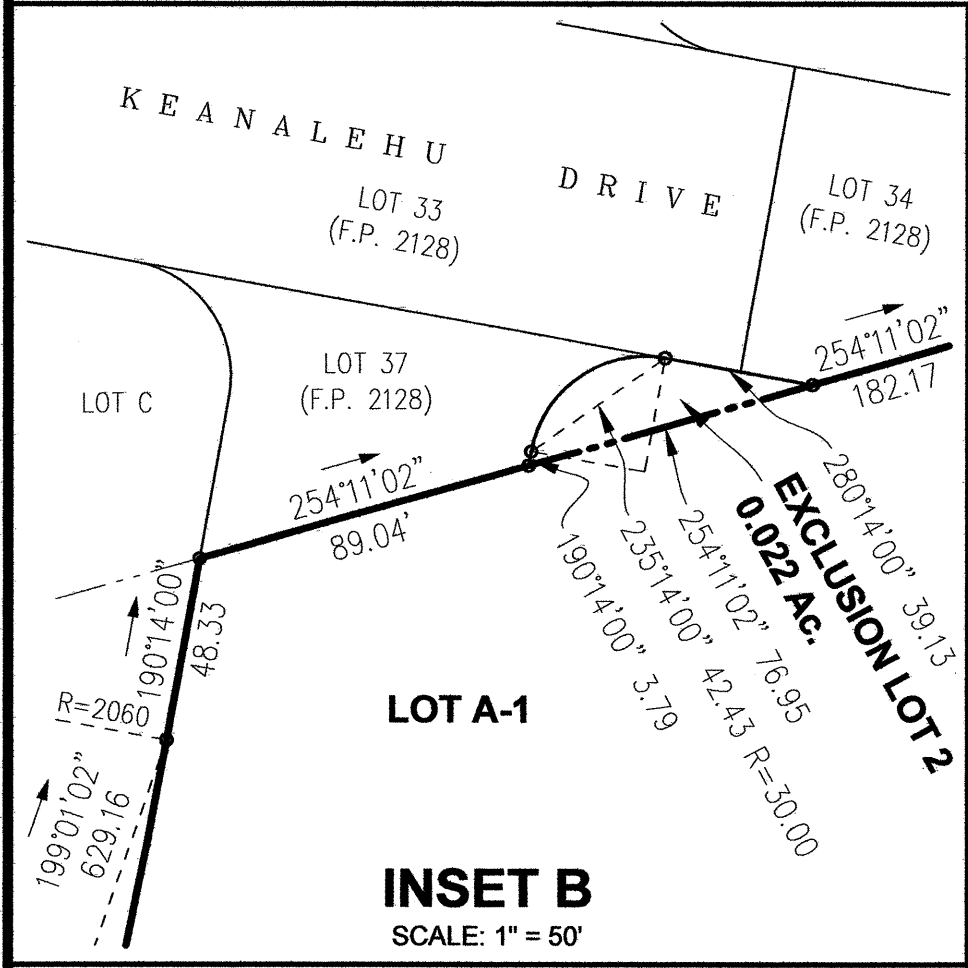 KEANALEHU DRIVE
LOT 33
(F.P. 2128)
LOT 34
(F.P. 2128)
LOT 37
(F.P. 2128)
LOT C
254°11'02"
182.17
254°11'02"
89.04'
190°14'00"
48.33
R=2060
199°01'02"
629.16
190°14'00" 3.79
235°14'00" 42.43 R=30.00
254°11'02" 76.95
EXCLUSION LOT 2
0.022 Ac.
280°14'00" 39.13
LOT A-1
INSET B
SCALE: 1" = 50'